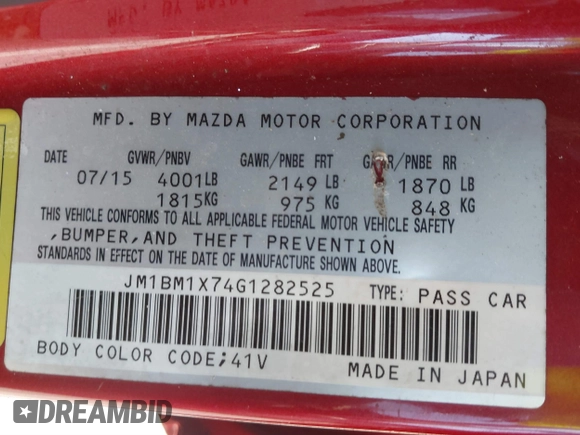 MFD. BY MAZDA MOTOR CORPORATION
DATE GVWR/PNBV GAWR/PNBE FRT /PNBE RR
07/15 4001LB 2149 LB 1870 LB
1815KG 975 KG 848 KG
THIS VEHICLE CONFORMS TO ALL APPLICABLE FEDERAL MOTOR VEHICLE SAFETY
,BUMPER,AND THEFT PREVENTION
STANDARDS IN EFFECT ON THE DATE OF MANUFACTURE SHOWN ABOVE.
JM1BM1X74G1282525 TYPE: PASS CAR
BODY COLOR CODE;41V MADE IN JAPAN
DREAMBID